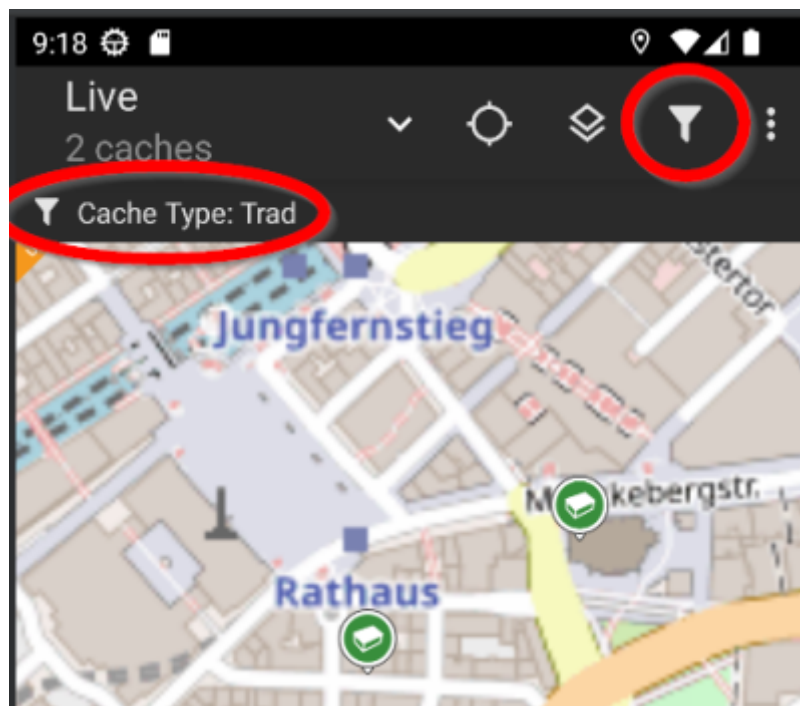 9:18
Live
2 caches
Cache Type: Trad
stertor
Jungfernstieg
kebergstr.
Rathaus